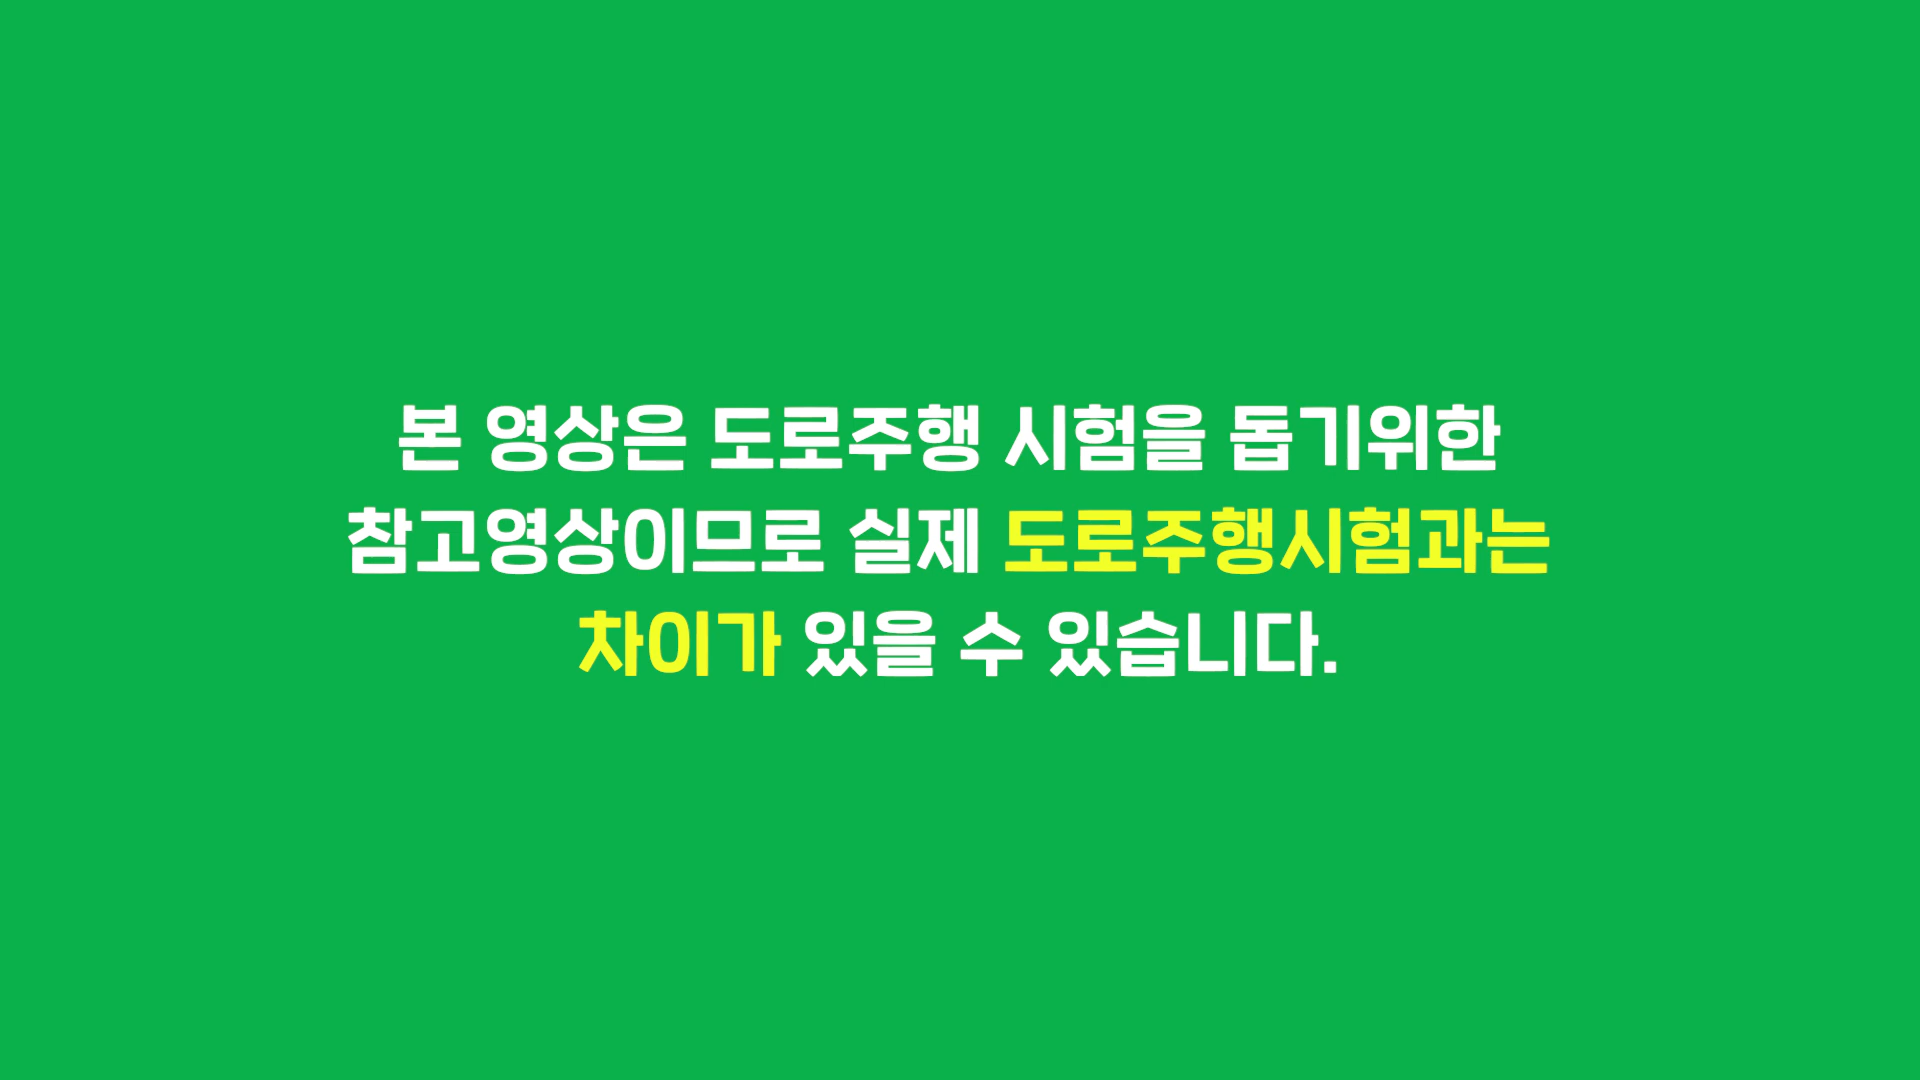 본 영상은 도로주행 시험을 돕기위한
참고영상이므로 실제 도로주행시험과는
차이가 있을 수 있습니다.